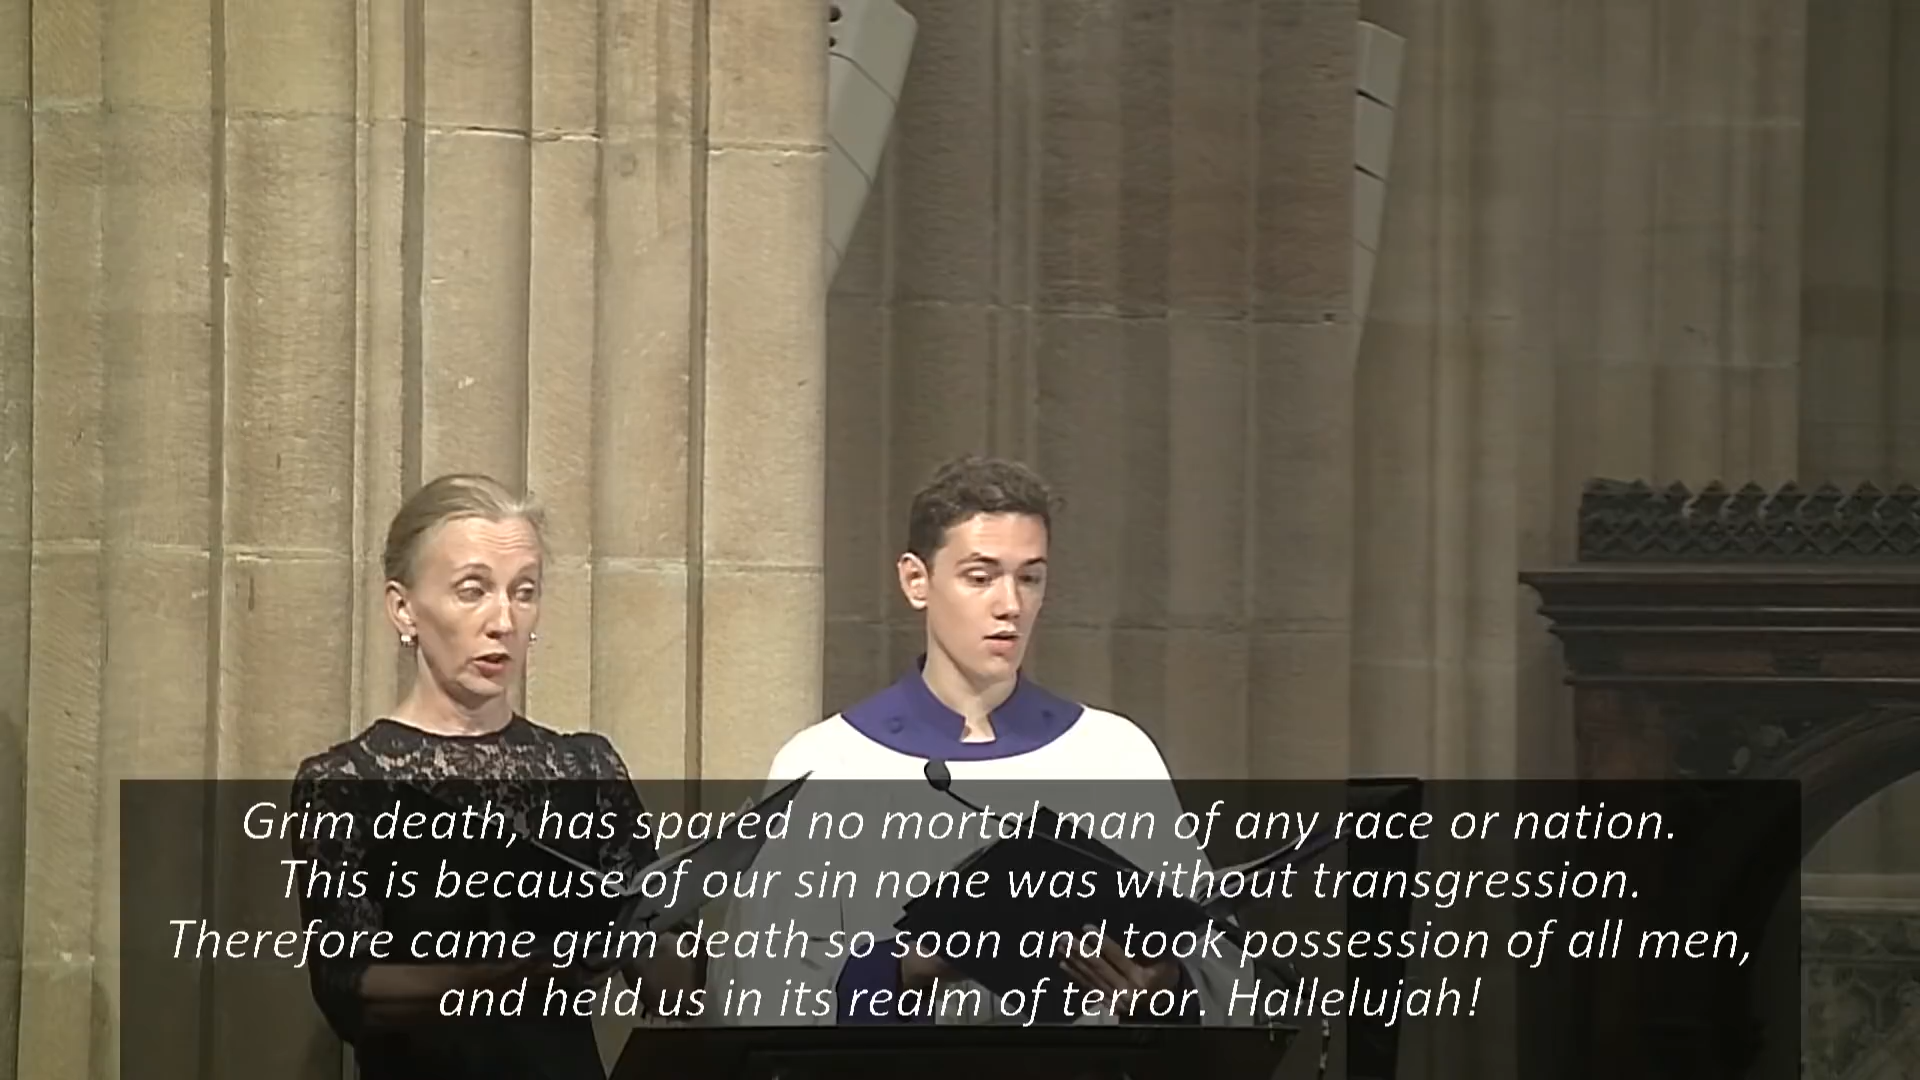 Grim death, has spared no mortal man of any race or nation.
This is because of our sin none was without transgression.
Therefore came grim death so soon and took possession of all men,
and held us in its realm of terror. Hallelujah!